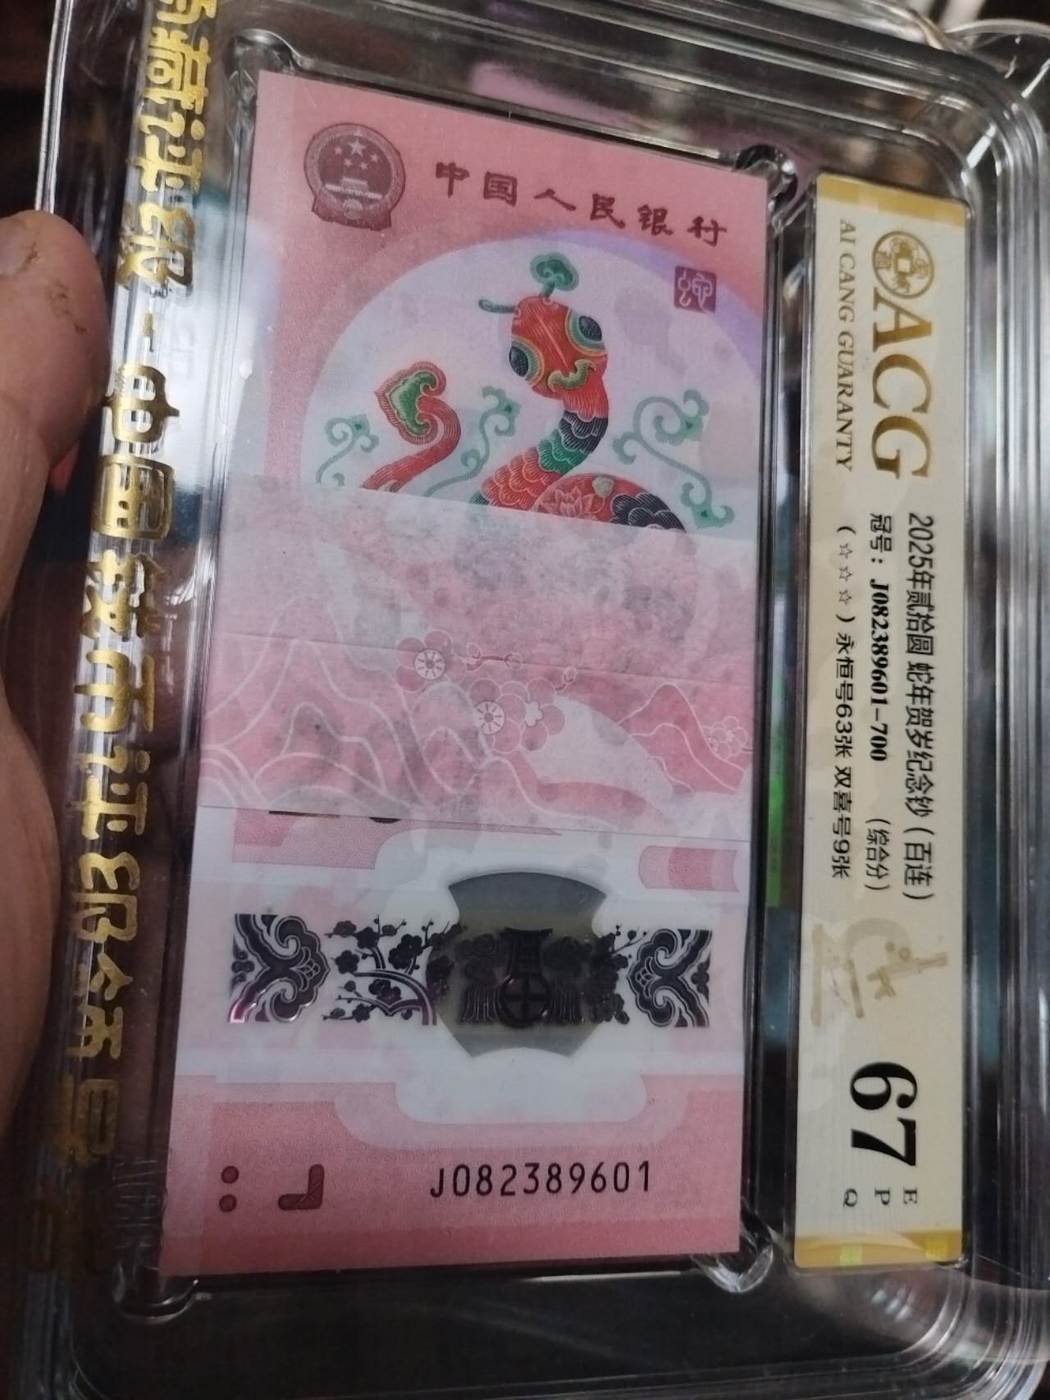 中国人民银行
J082389601
ACG
AI CANG GUARANTY
2025年贰拾圆 蛇年贺岁纪念钞（百连）
冠号：J082389601-700 （综合分）
（☆☆☆）永恒号63张 双喜号9张
67
E
P
Q